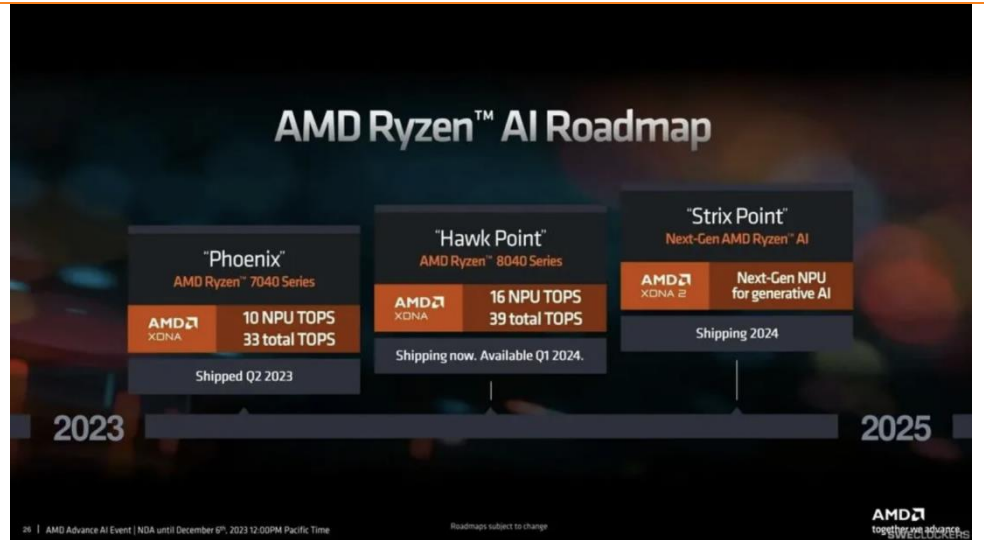 AMD Ryzen™ AI Roadmap
"Phoenix"
AMD Ryzen™ 7040 Series
AMD
XDNA
10 NPU TOPS
33 total TOPS
Shipped Q2 2023
"Hawk Point"
AMD Ryzen™ 8040 Series
AMD
XDNA
16 NPU TOPS
39 total TOPS
Shipping now. Available Q1 2024.
"Strix Point"
Next-Gen AMD Ryzen™ AI
AMD
XDNA 2
Next-Gen NPU
for generative AI
Shipping 2024
2023
2025
26 | AMD Advance AI Event | NDA until December 6th, 2023 12:00PM Pacific Time
Roadmaps subject to change
AMD
together we advance_
SWECLOCKERS